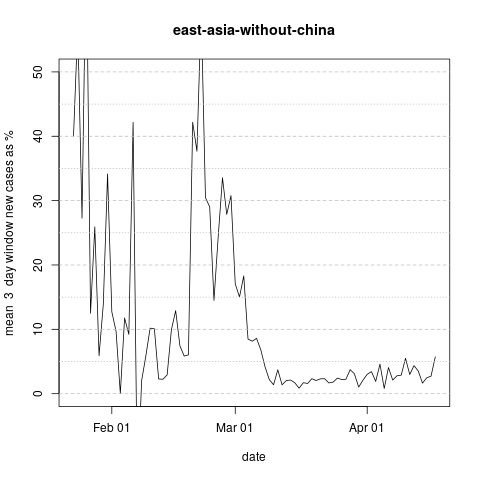 east-asia-without-china
mean 3 day window new cases as %
50
40
30
20
10
0
Feb 01
Mar 01
Apr 01
date